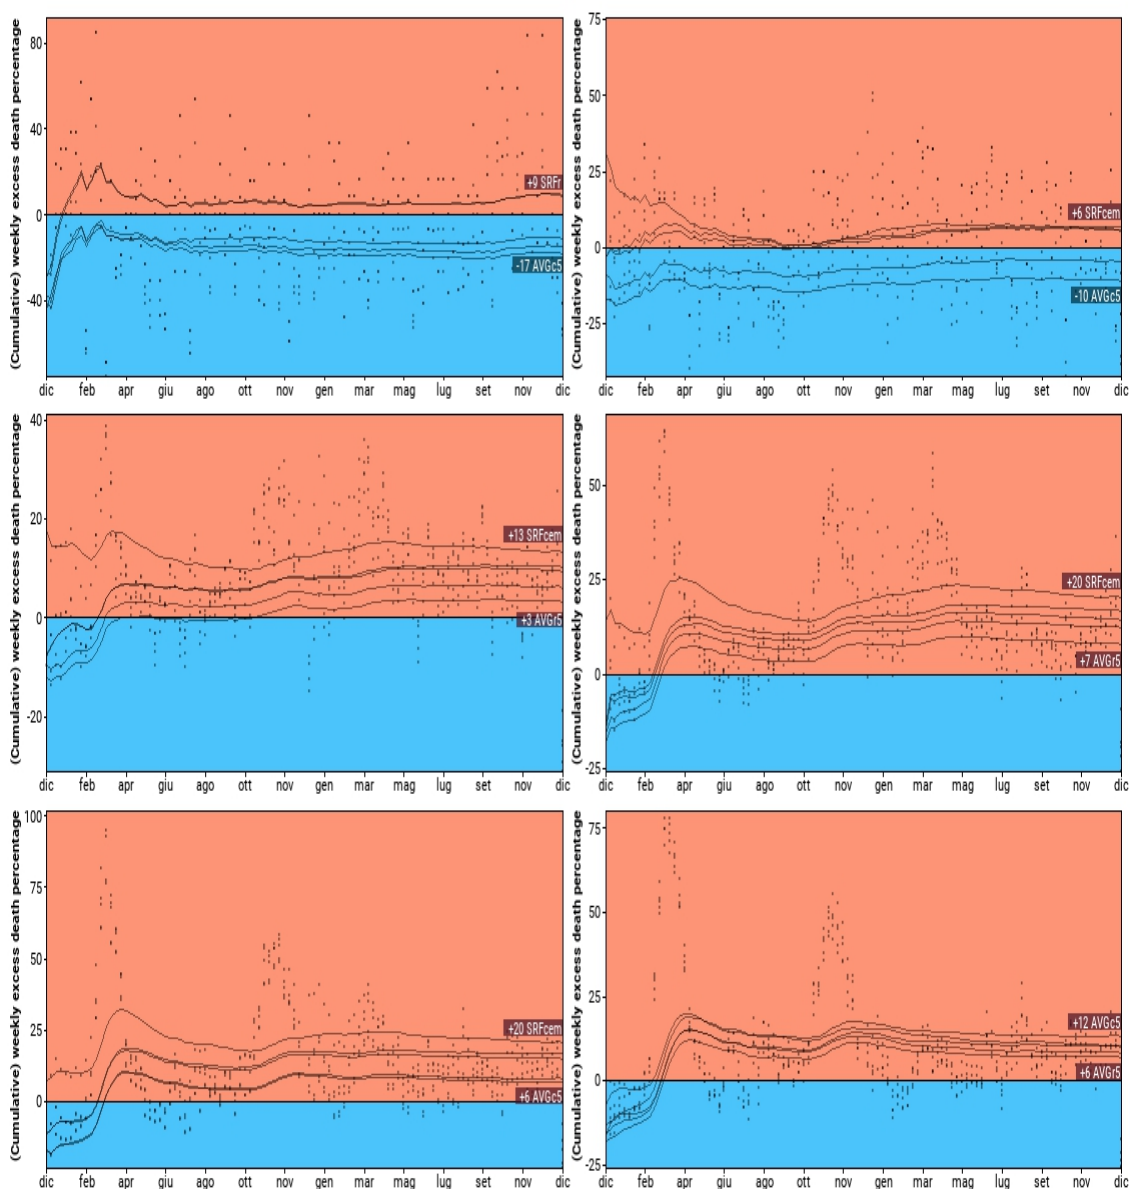 (Cumulative) weekly excess death percentage
80
40
0
-40
+9 SRFr
-17 AVGc5
dic feb apr giu ago ott nov gen mar mag lug set nov dic
(Cumulative) weekly excess death percentage
75
50
25
0
-25
+6 SRFcem
-10 AVGc5
dic feb apr giu ago ott nov gen mar mag lug set nov dic
(Cumulative) weekly excess death percentage
40
20
0
-20
+13 SRFcem
+3 AVGr5
dic feb apr giu ago ott nov gen mar mag lug set nov dic
(Cumulative) weekly excess death percentage
50
25
0
-25
+20 SRFcem
+7 AVGr5
dic feb apr giu ago ott nov gen mar mag lug set nov dic
(Cumulative) weekly excess death percentage
100
75
50
25
0
+20 SRFcem
+6 AVGc5
dic feb apr giu ago ott nov gen mar mag lug set nov dic
(Cumulative) weekly excess death percentage
75
50
25
0
-25
+12 AVGc5
+6 AVGr5
dic feb apr giu ago ott nov gen mar mag lug set nov dic